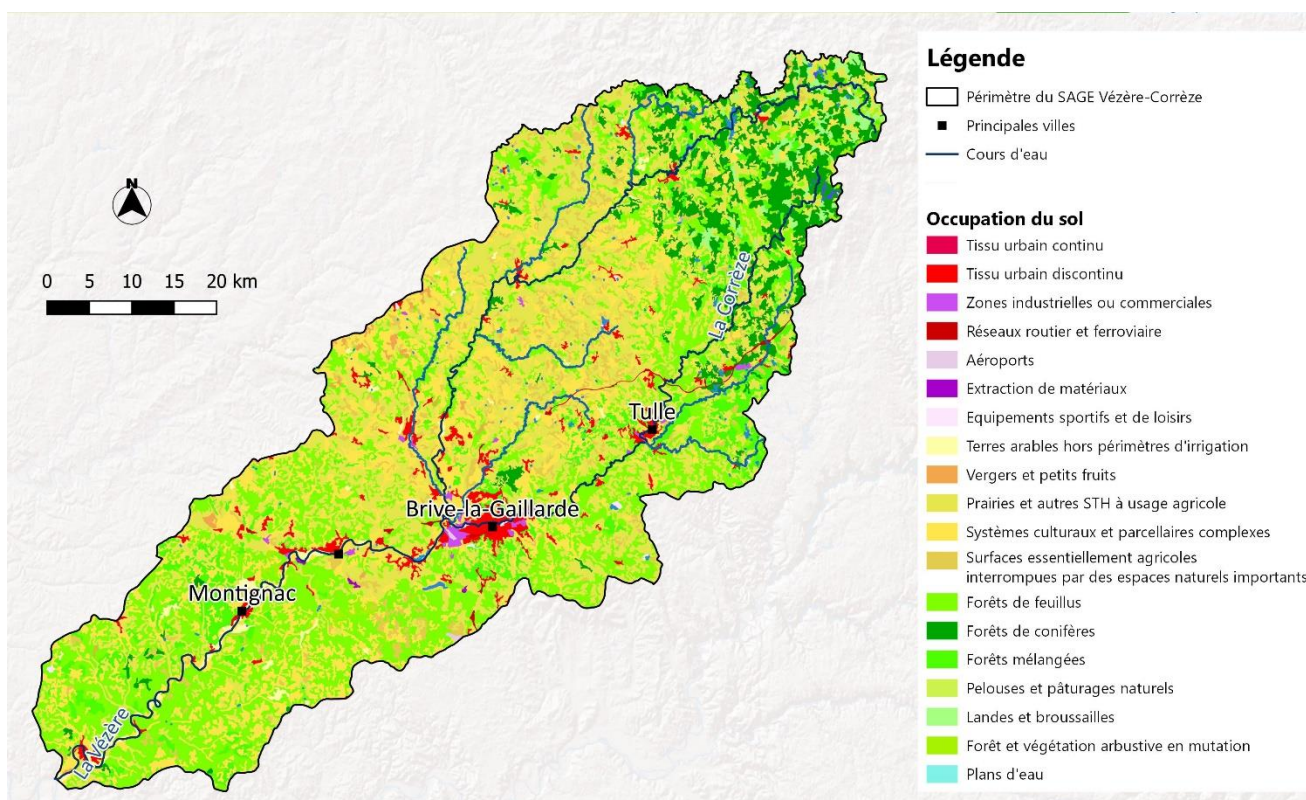 Légende
Périmètre du SAGE Vézère-Corrèze
Principales villes
Cours d'eau
N
0 5 10 15 20 km
Occupation du sol
Tissu urbain continu
Tissu urbain discontinu
Zones industrielles ou commerciales
Réseaux routier et ferroviaire
Aéroports
Extraction de matériaux
Equipements sportifs et de loisirs
Terres arables hors périmètres d'irrigation
Vergers et petits fruits
Prairies et autres STH à usage agricole
Systèmes culturaux et parcellaires complexes
Surfaces essentiellement agricoles
interrompues par des espaces naturels importants
Forêts de feuillus
Forêts de conifères
Forêts mélangées
Pelouses et pâturages naturels
Landes et broussailles
Forêt et végétation arbustive en mutation
Plans d'eau
La Corrèze
Tulle
Brive-la-Gaillarde
Montignac
La Vézère